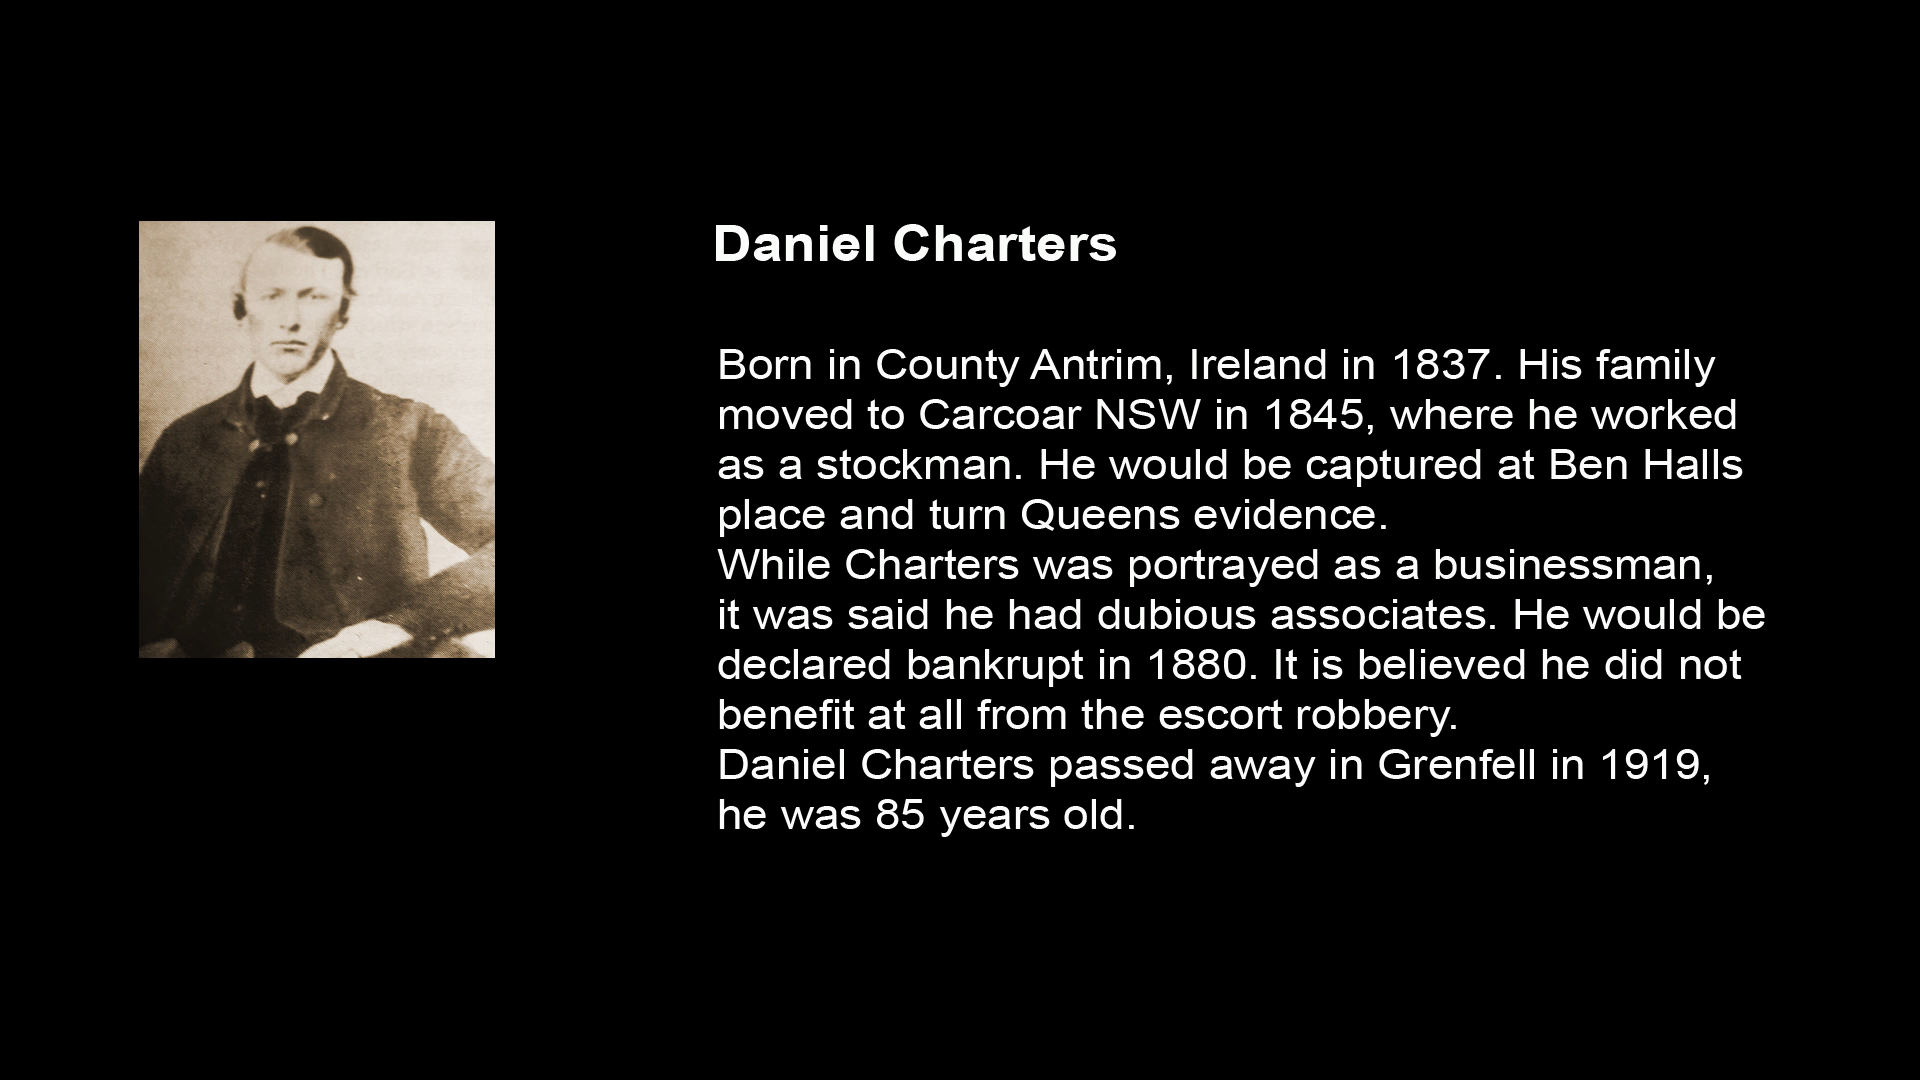 Daniel Charters
Born in County Antrim, Ireland in 1837. His family
moved to Carcoar NSW in 1845, where he worked
as a stockman. He would be captured at Ben Halls
place and turn Queens evidence.
While Charters was portrayed as a businessman,
it was said he had dubious associates. He would be
declared bankrupt in 1880. It is believed he did not
benefit at all from the escort robbery.
Daniel Charters passed away in Grenfell in 1919,
he was 85 years old.